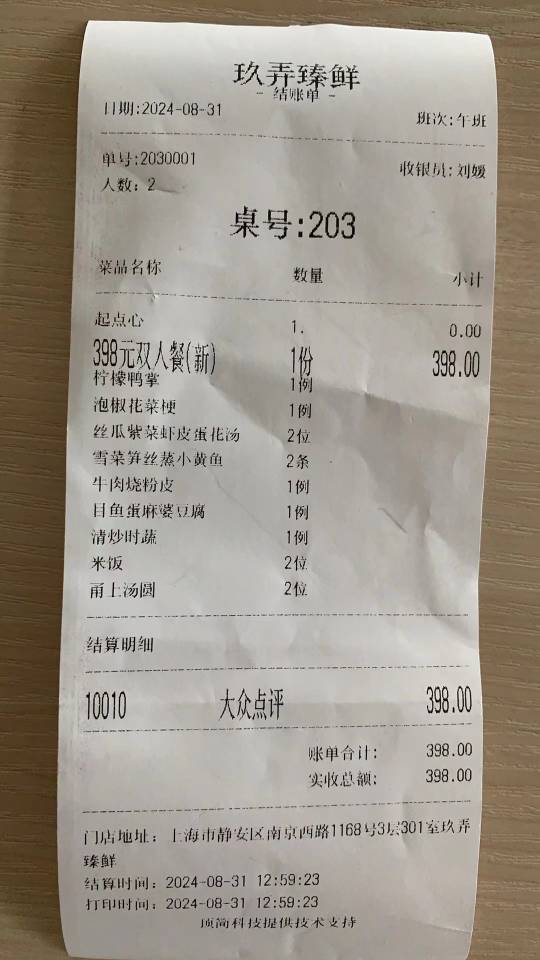 玖弄臻鲜
- 结账单 -
日期:2024-08-31 班次:午班
单号:2030001 收银员:刘媛
人数: 2
桌号:203
菜品名称 数量 小计
起点心 1. 0.00
398元双人餐(新) 1份 398.00
柠檬鸭掌 1例
泡椒花菜梗 1例
丝瓜紫菜虾皮蛋花汤 2位
雪菜笋丝蒸小黄鱼 2条
牛肉烧粉皮 1例
目鱼蛋麻婆豆腐 1例
清炒时蔬 1例
米饭 2位
甬上汤圆 2位
结算明细
10010 大众点评 398.00
账单合计: 398.00
实收总额: 398.00
门店地址: 上海市静安区南京西路1168号3层301室玖弄
臻鲜
结算时间: 2024-08-31 12:59:23
打印时间: 2024-08-31 12:59:23
顶简科技提供技术支持